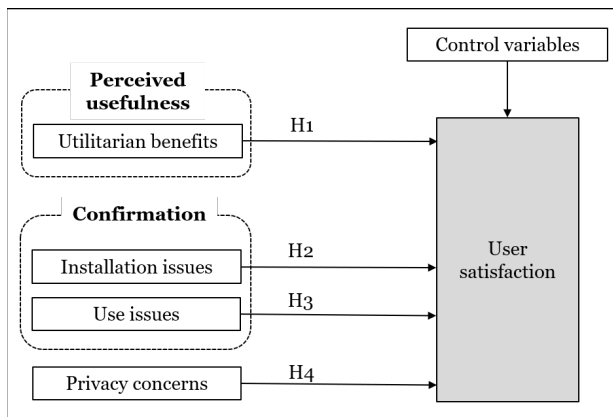 Control variables
Perceived
usefulness
Utilitarian benefits
H1
Confirmation
Installation issues
H2
User
satisfaction
Use issues
H3
Privacy concerns
H4